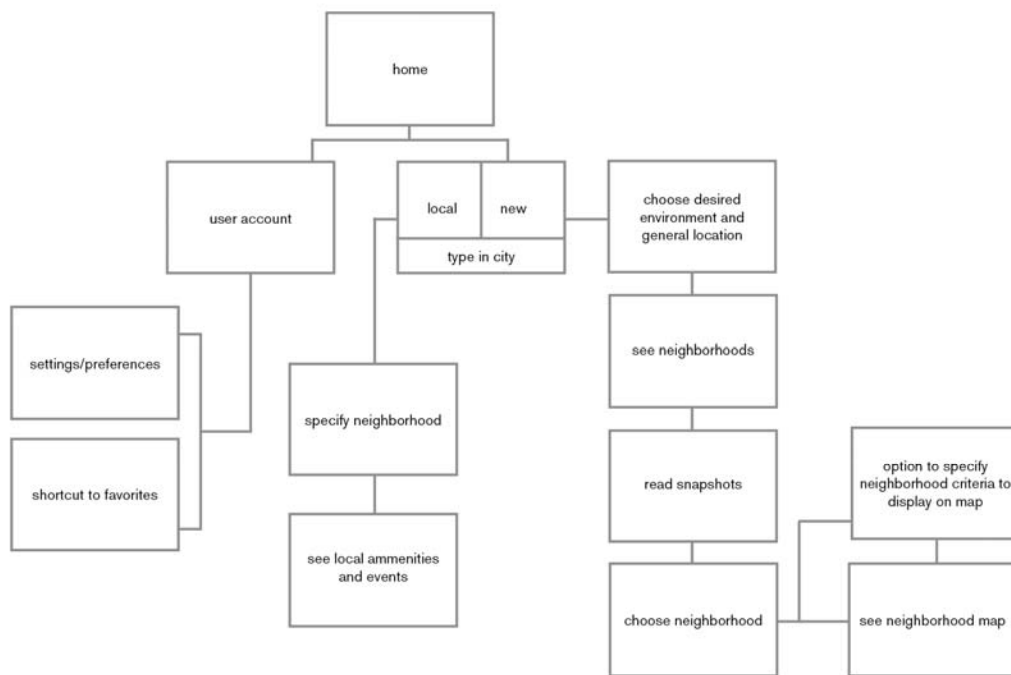 home
user account
local
new
type in city
choose desired
environment and
general location
settings/preferences
shortcut to favorites
specify neighborhood
see local ammenities
and events
see neighborhoods
read snapshots
choose neighborhood
option to specify
neighborhood criteria to
display on map
see neighborhood map